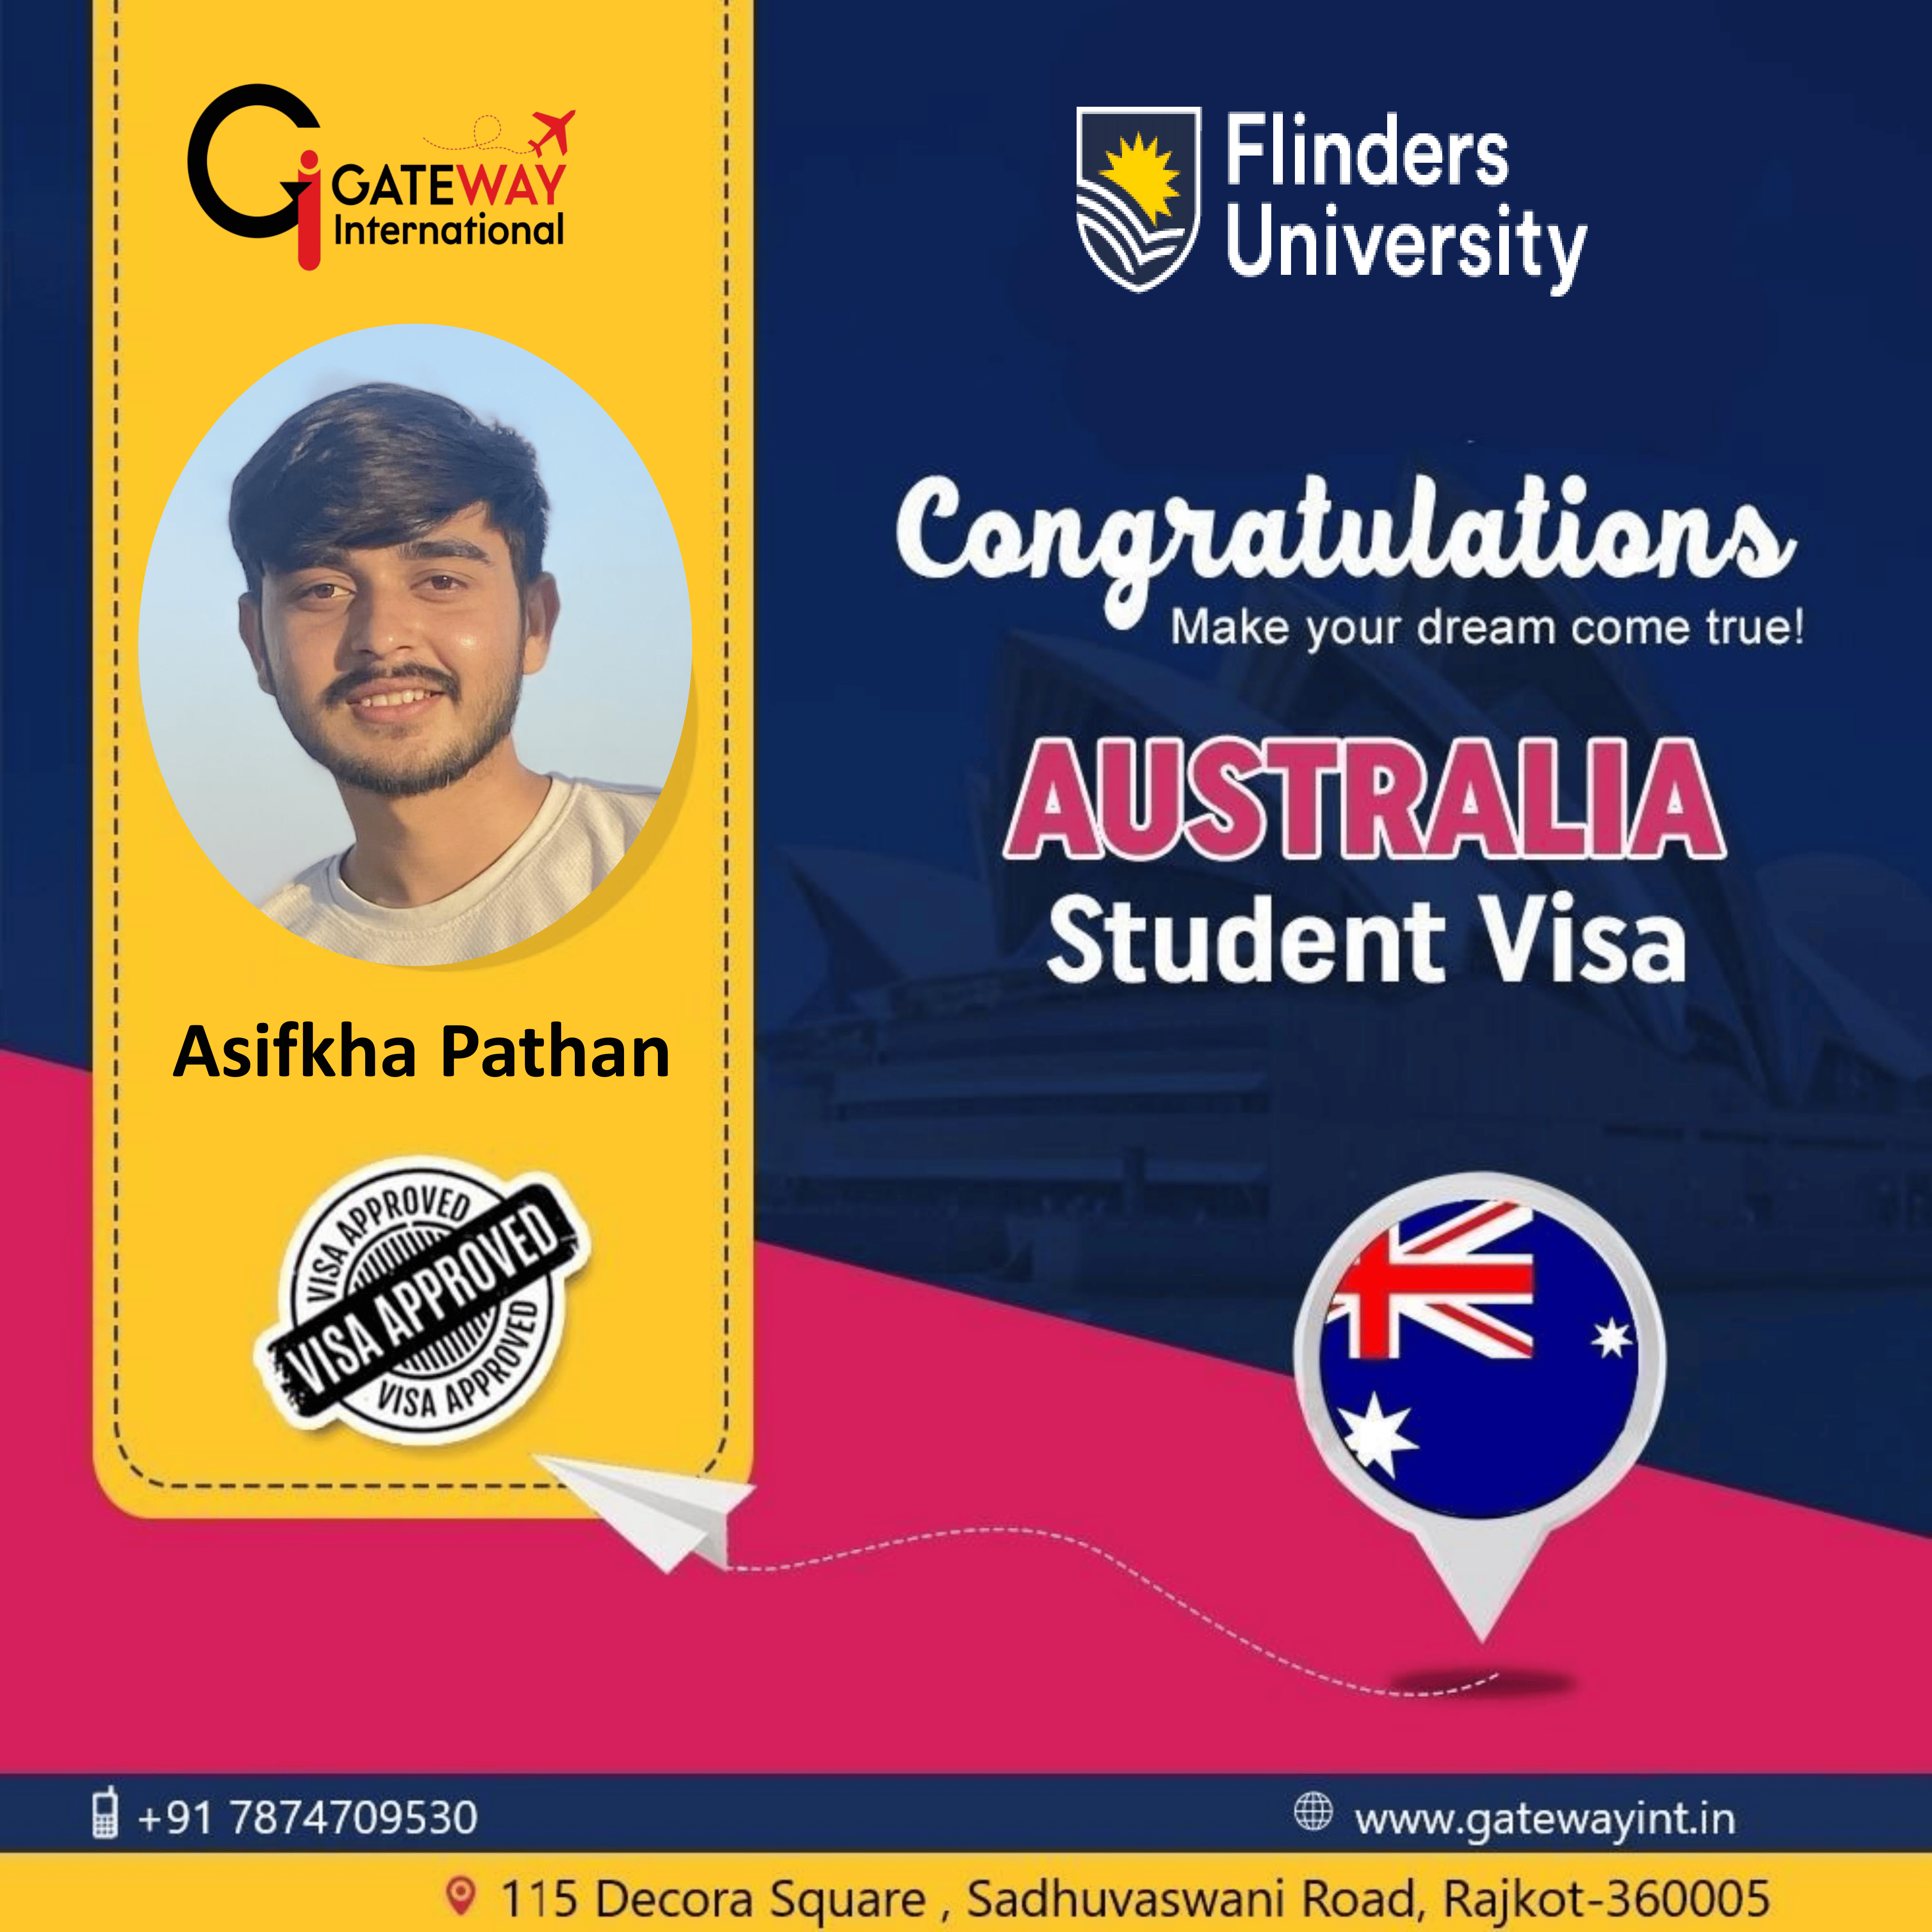 GATEWAY
International
Flinders
University
Congratulations
Make your dream come true!
AUSTRALIA
Student Visa
Asifkha Pathan
VISA APPROVED
VISA APPROVED
VISA APPROVED
+91 7874709530
www.gatewayint.in
115 Decora Square , Sadhuvaswani Road, Rajkot-360005